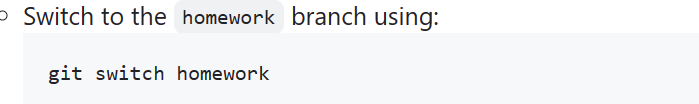 Switch to the homework branch using:
git switch homework